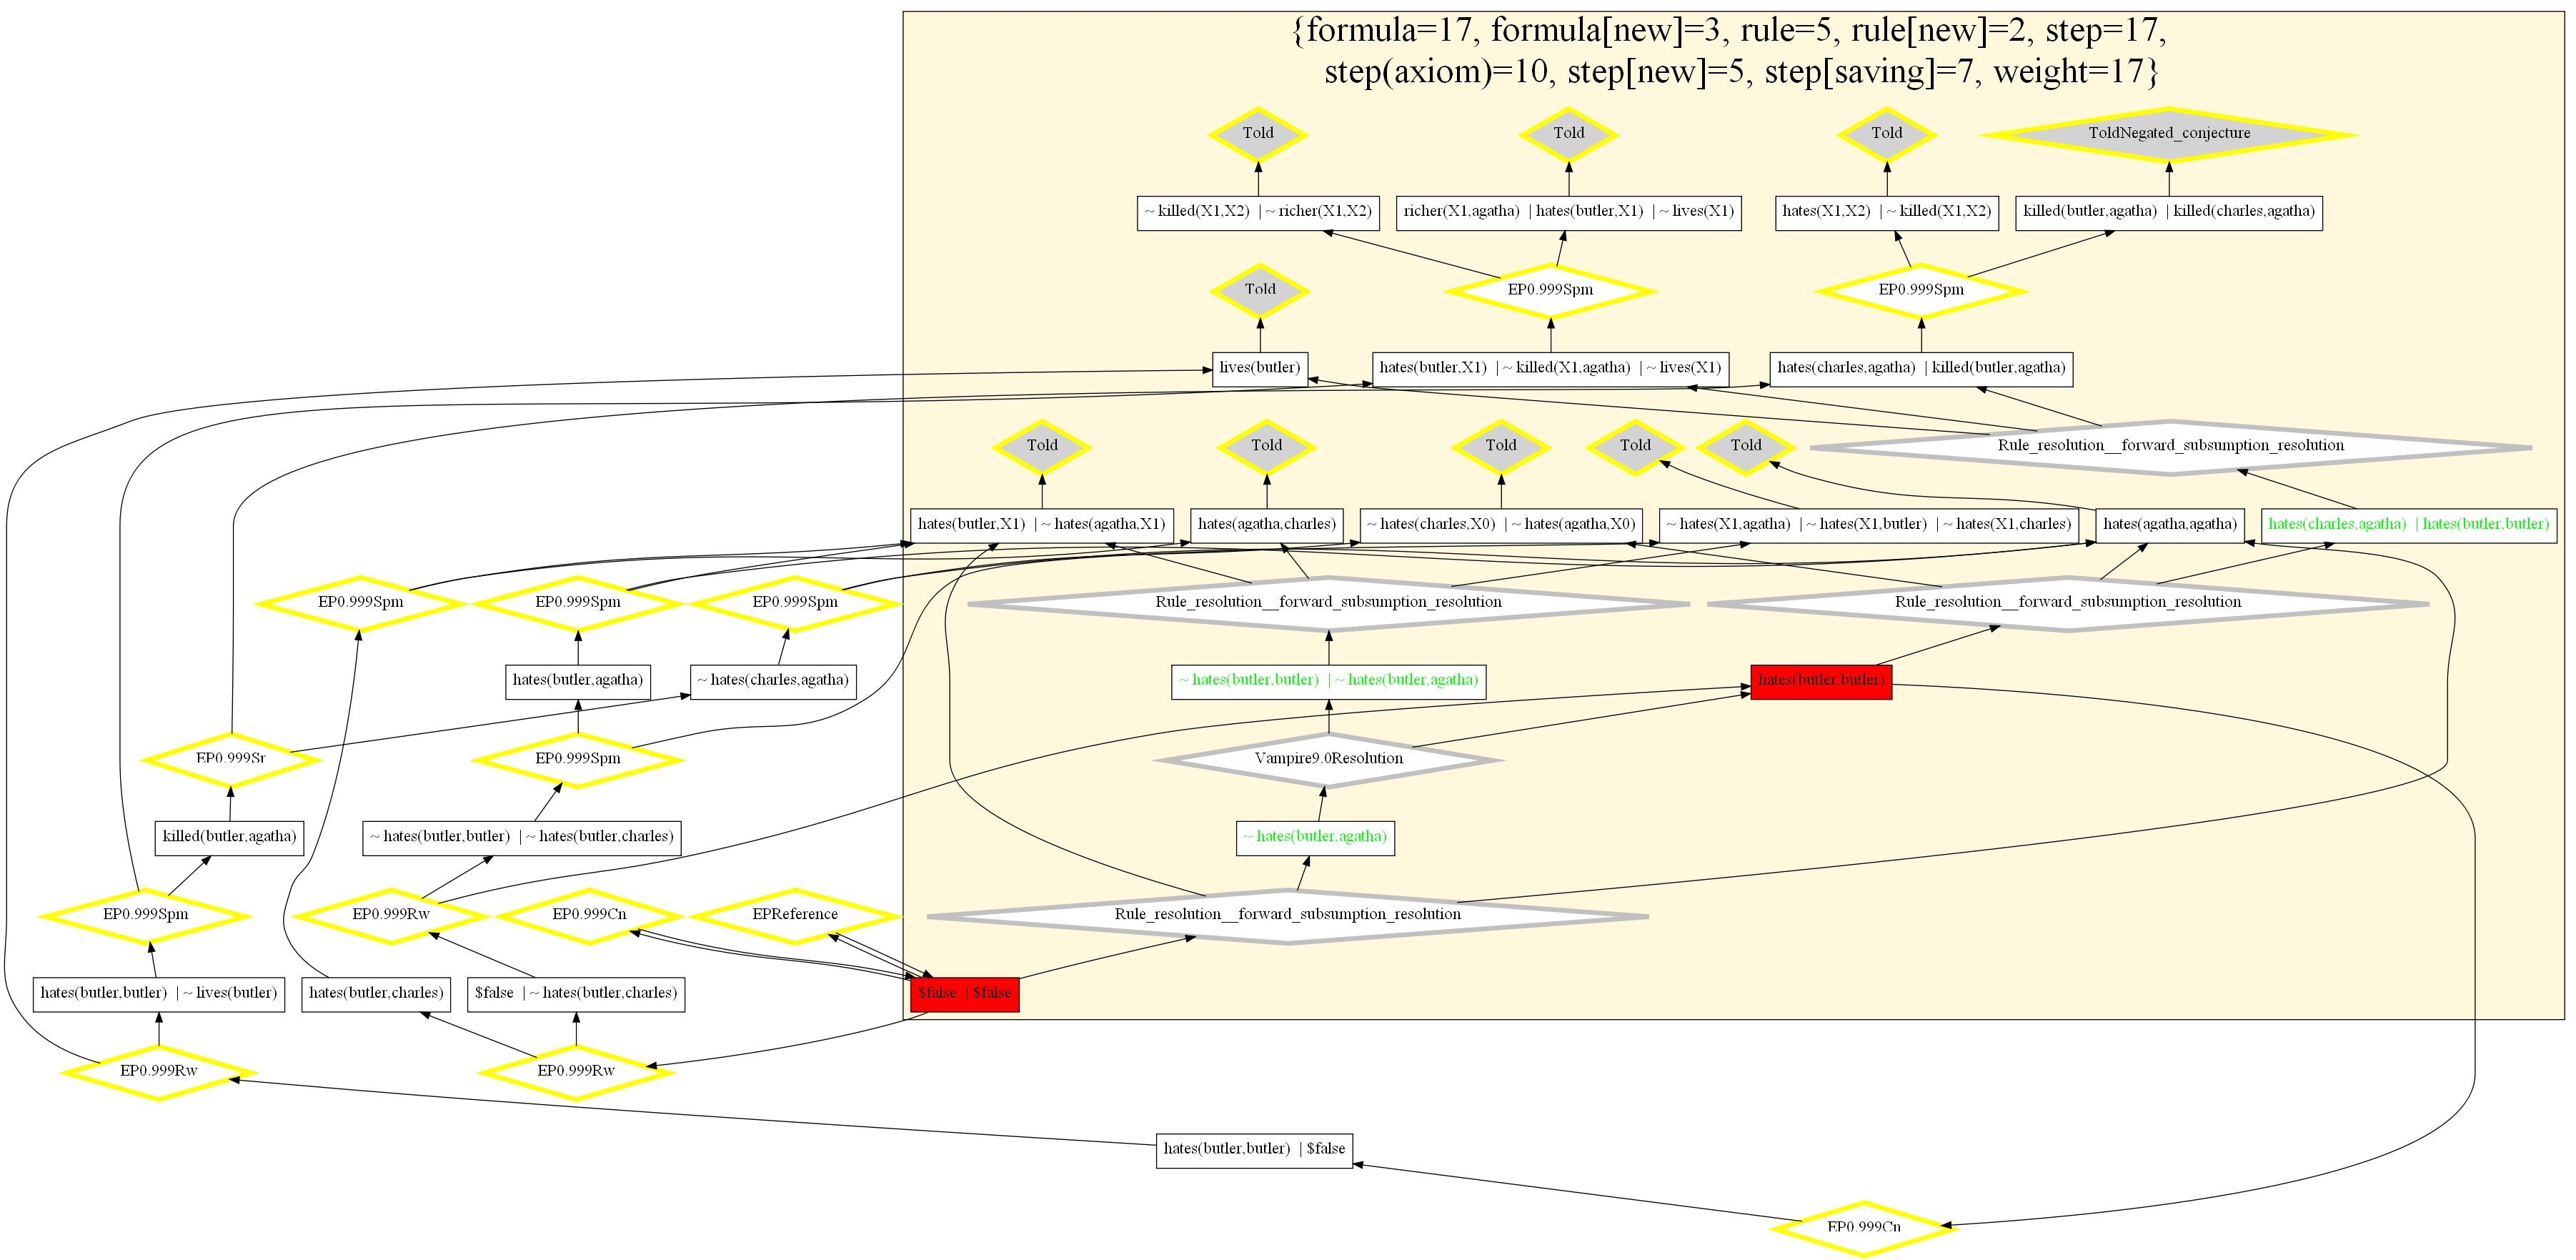 {formula=17, formula[new]=3, rule=5, rule[new]=2, step=17,
step(axiom)=10, step[new]=5, step[saving]=7, weight=17}
Told
Told
Told
ToldNegated_conjecture
~ killed(X1,X2) | ~ richer(X1,X2)
richer(X1,agatha) | hates(butler,X1) | ~ lives(X1)
hates(X1,X2) | ~ killed(X1,X2)
killed(butler,agatha) | killed(charles,agatha)
Told
EP0.999Spm
EP0.999Spm
lives(butler)
hates(butler,X1) | ~ killed(X1,agatha) | ~ lives(X1)
hates(charles,agatha) | killed(butler,agatha)
Told
Told
Told
Told
Told
Rule_resolution__forward_subsumption_resolution
hates(butler,X1) | ~ hates(agatha,X1)
hates(agatha,charles)
~ hates(charles,X0) | ~ hates(agatha,X0)
~ hates(X1,agatha) | ~ hates(X1,butler) | ~ hates(X1,charles)
hates(agatha,agatha)
hates(charles,agatha) | hates(butler,butler)
EP0.999Spm
EP0.999Spm
EP0.999Spm
Rule_resolution__forward_subsumption_resolution
Rule_resolution__forward_subsumption_resolution
hates(butler,agatha)
~ hates(charles,agatha)
~ hates(butler,butler) | ~ hates(butler,agatha)
hates(butler,butler)
EP0.999Sr
EP0.999Spm
Vampire9.0Resolution
killed(butler,agatha)
~ hates(butler,butler) | ~ hates(butler,charles)
~ hates(butler,agatha)
EP0.999Spm
EP0.999Rw
EP0.999Cn
EPReference
Rule_resolution__forward_subsumption_resolution
hates(butler,butler) | ~ lives(butler)
hates(butler,charles)
$false | ~ hates(butler,charles)
$false | $false
EP0.999Rw
EP0.999Rw
hates(butler,butler) | $false
EP0.999Cn